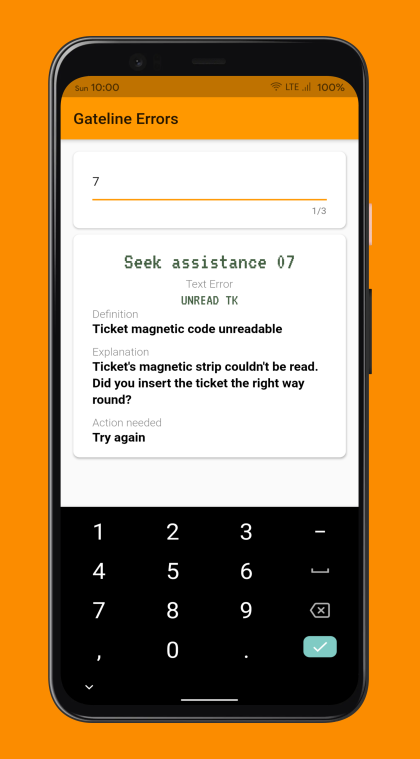 Sun 10:00 LTE 100%
Gateline Errors
7
1/3
Seek assistance 07
Text Error
UNREAD TK
Definition
Ticket magnetic code unreadable
Explanation
Ticket's magnetic strip couldn't be read.
Did you insert the ticket the right way
round?
Action needed
Try again
1 2 3 −
4 5 6
7 8 9
, 0 .